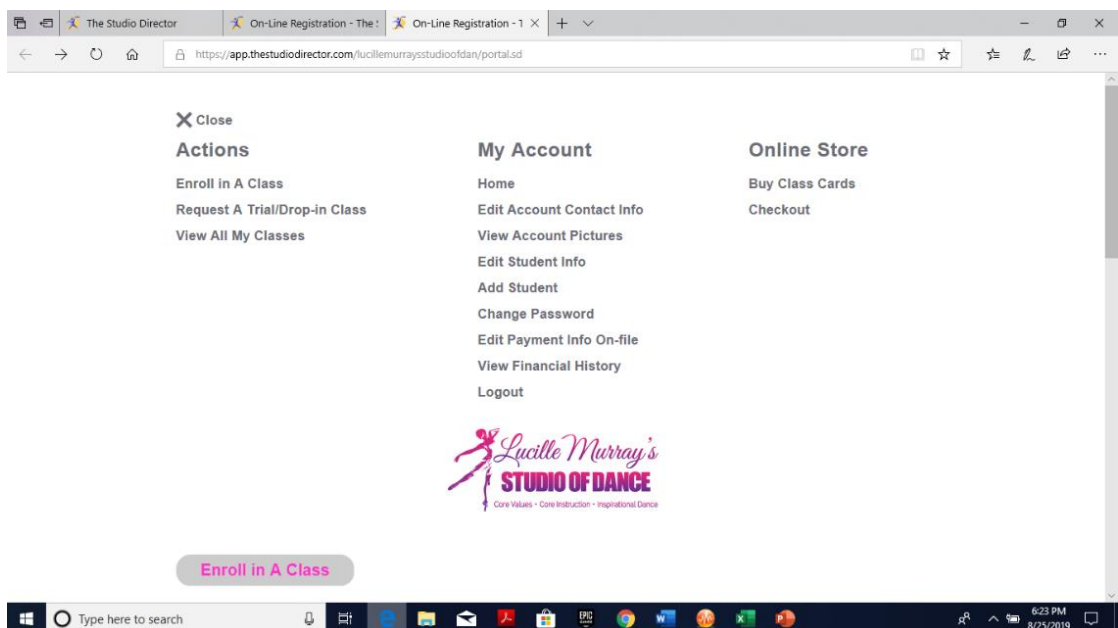 The Studio Director
On-Line Registration - The S
On-Line Registration - T
https://app.thestudiodirector.com/lucillemurraysstudioofdan/portal.sd
Close
Actions
Enroll in A Class
Request A Trial/Drop-in Class
View All My Classes
My Account
Home
Edit Account Contact Info
View Account Pictures
Edit Student Info
Add Student
Change Password
Edit Payment Info On-file
View Financial History
Logout
Online Store
Buy Class Cards
Checkout
Lucille Murray's
STUDIO OF DANCE
Core Values - Core Instruction - Inspirational Dance
Enroll in A Class
Type here to search
EPIC
6:23 PM
8/25/2019